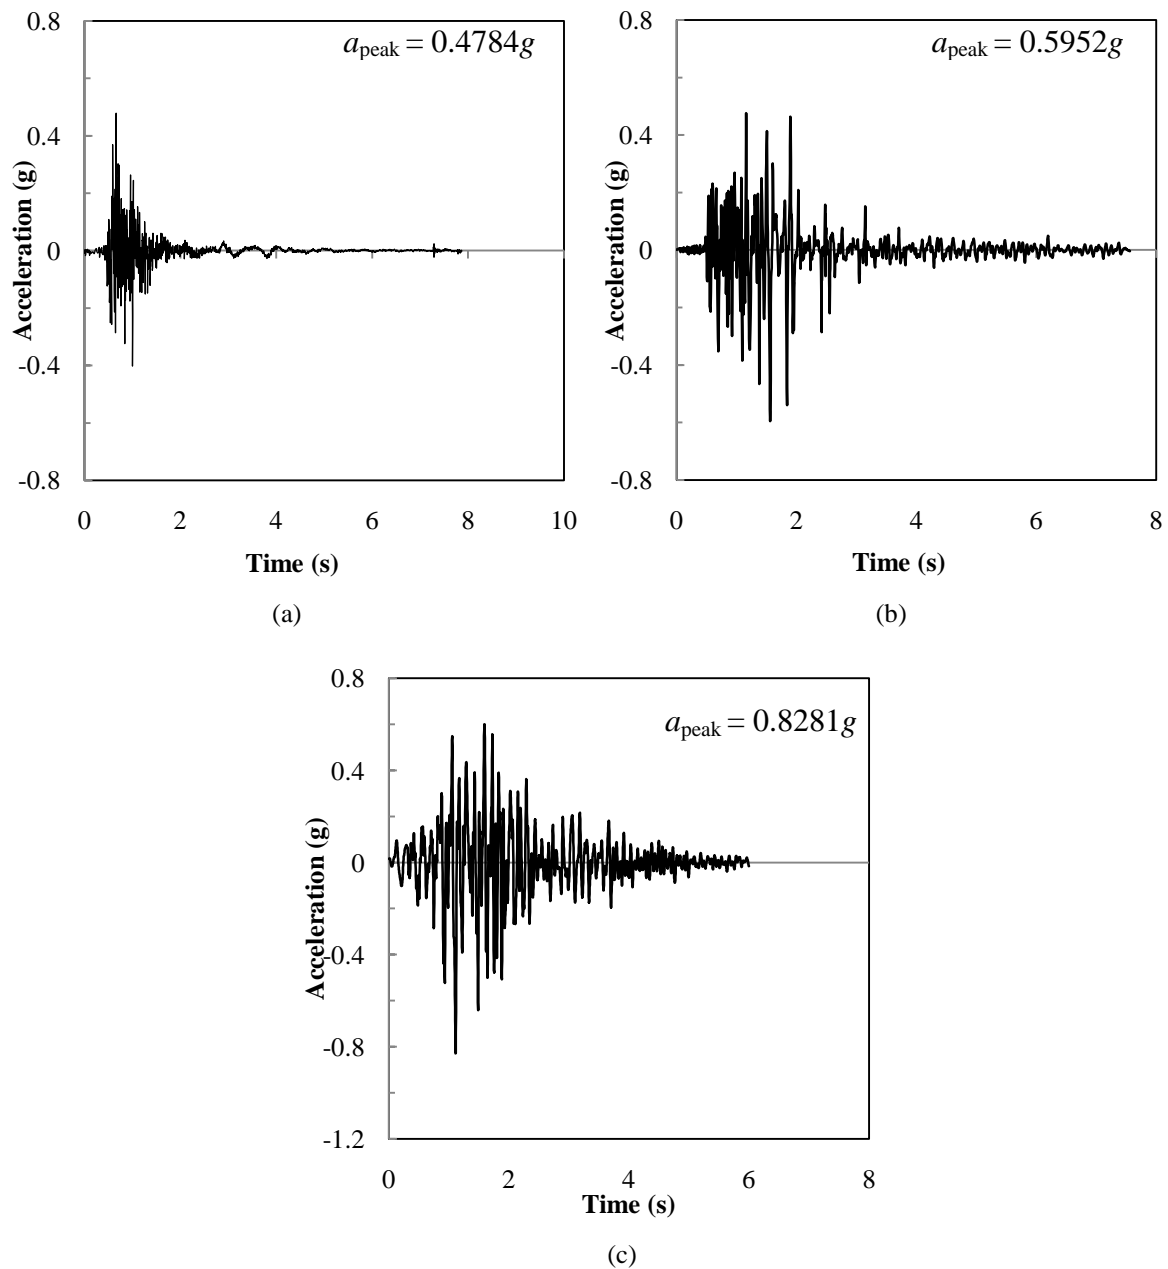 a_peak = 0.4784g
0.8
0.4
0
-0.4
-0.8
Acceleration (g)
0 2 4 6 8 10
Time (s)
(a)
a_peak = 0.5952g
0.8
0.4
0
-0.4
-0.8
Acceleration (g)
0 2 4 6 8
Time (s)
(b)
a_peak = 0.8281g
0.8
0.4
0
-0.4
-0.8
-1.2
Acceleration (g)
0 2 4 6 8
Time (s)
(c)